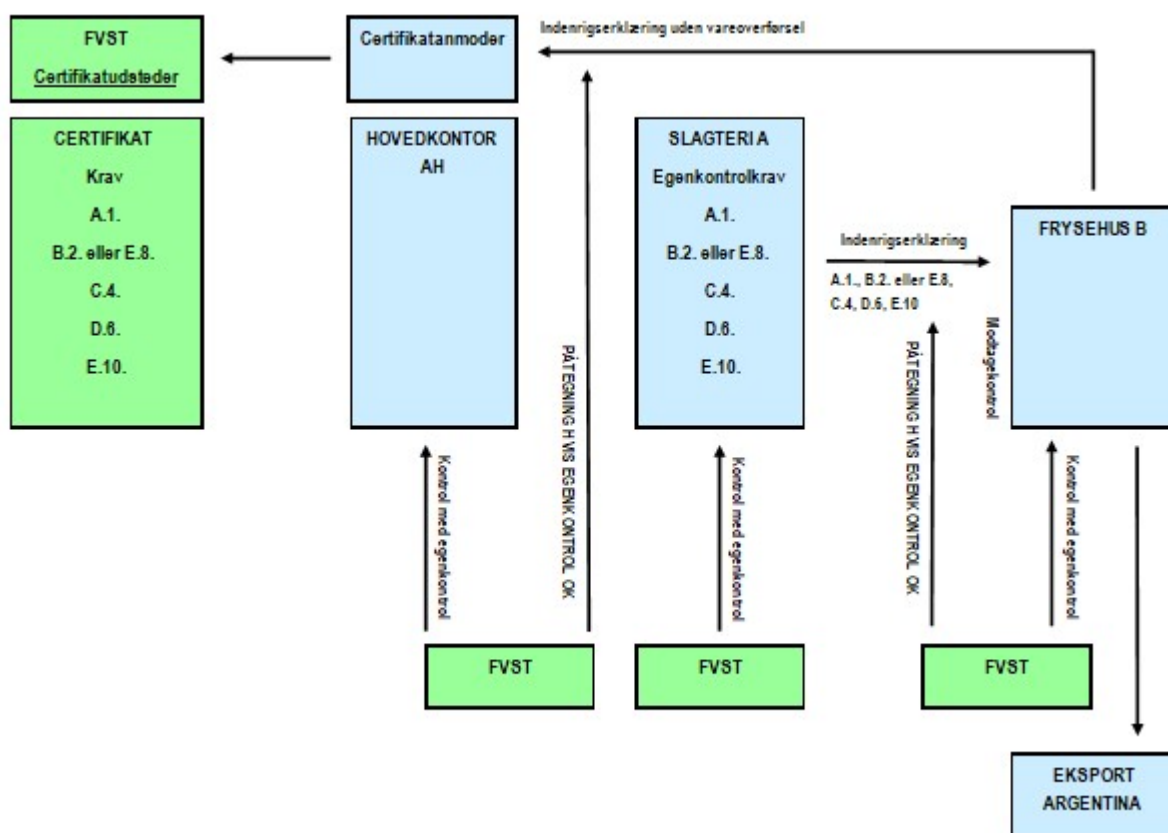 Indenrigserklæring uden vareoverførsel
FVST
Certifikatudsteder
Certifikatanmoder
CERTIFIKAT
Krav
A.1.
B.2. eller E.8.
C.4.
D.6.
E.10.
HOVEDKONTOR
AH
SLAGTERI A
Egenkontrolkrav
A.1.
B.2. eller E.8.
C.4.
D.6.
E.10.
Indenrigserklæring
A.1., B.2. eller E.8,
C.4, D.6, E.10
FRYSEHUS B
Modtagekontrol
Kontrol med egenkontrol
PÅTEGNING HVIS EGENKONTROL OK
Kontrol med egenkontrol
PÅTEGNING HVIS EGENKONTROL OK
Kontrol med egenkontrol
FVST
FVST
FVST
EKSPORT
ARGENTINA